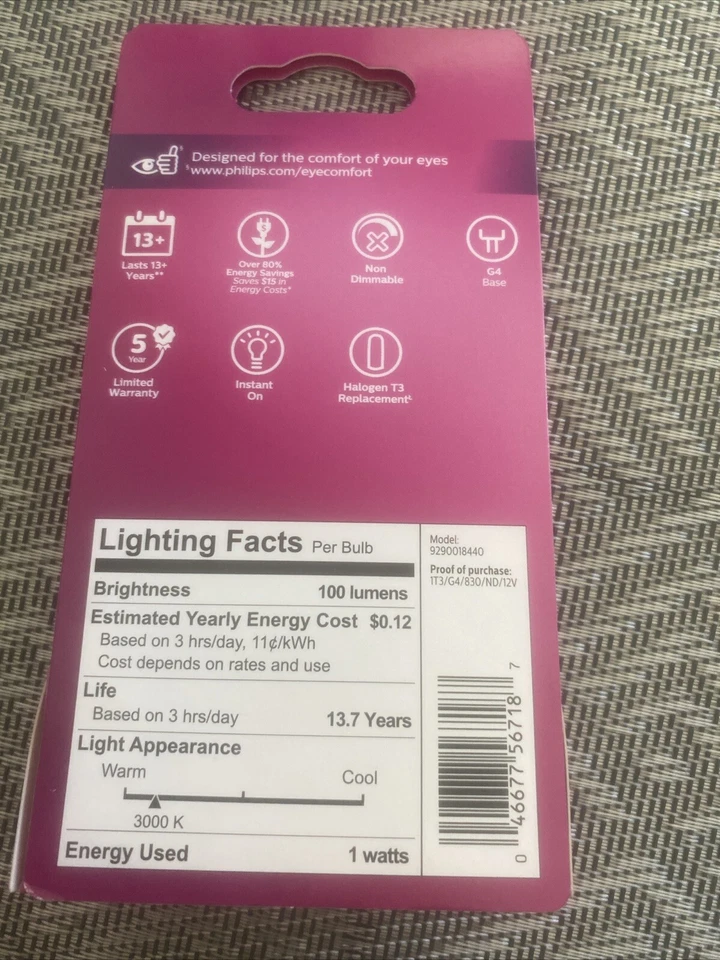 Designed for the comfort of your eyes
§www.philips.com/eyecomfort
13+
Lasts 13+
Years**
$
Over 80%
Energy Savings
Saves $15 in
Energy Costs*
Non
Dimmable
G4
Base
5
Year
Limited
Warranty
Instant
On
Halogen T3
Replacement
Lighting Facts Per Bulb
Brightness 100 lumens
Estimated Yearly Energy Cost $0.12
Based on 3 hrs/day, 11¢/kWh
Cost depends on rates and use
Life
Based on 3 hrs/day 13.7 Years
Light Appearance
Warm Cool
3000 K
Energy Used 1 watts
Model:
9290018440
Proof of purchase:
1T3/G4/830/ND/12V
0 46677 56718 7